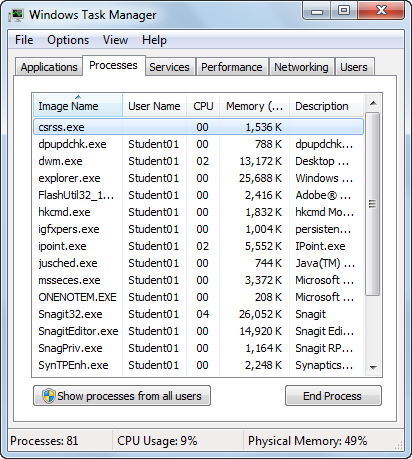 Windows Task Manager
File Options View Help
Applications Processes Services Performance Networking Users
Image Name User Name CPU Memory (... Description
csrss.exe 00 1,536 K
dpupdchk.exe Student01 00 788 K dpupdchk...
dwm.exe Student01 02 13,172 K Desktop ...
explorer.exe Student01 00 25,688 K Windows ...
FlashUtil32_1... Student01 00 2,416 K Adobe® ...
hkcmd.exe Student01 00 1,832 K hkcmd Mo...
igfxpers.exe Student01 00 1,004 K persisten...
ipoint.exe Student01 02 5,552 K IPoint.exe
jusched.exe Student01 00 744 K Java(TM) ...
msseces.exe Student01 00 3,372 K Microsoft ...
ONENOTEM.EXE Student01 00 208 K Microsoft ...
Snagit32.exe Student01 04 26,052 K Snagit
SnagitEditor.exe Student01 00 14,920 K Snagit Edi...
SnagPriv.exe Student01 00 1,164 K Snagit RP...
SynTPEnh.exe Student01 00 2,248 K Synaptics...
Show processes from all users End Process
Processes: 81 CPU Usage: 9% Physical Memory: 49%